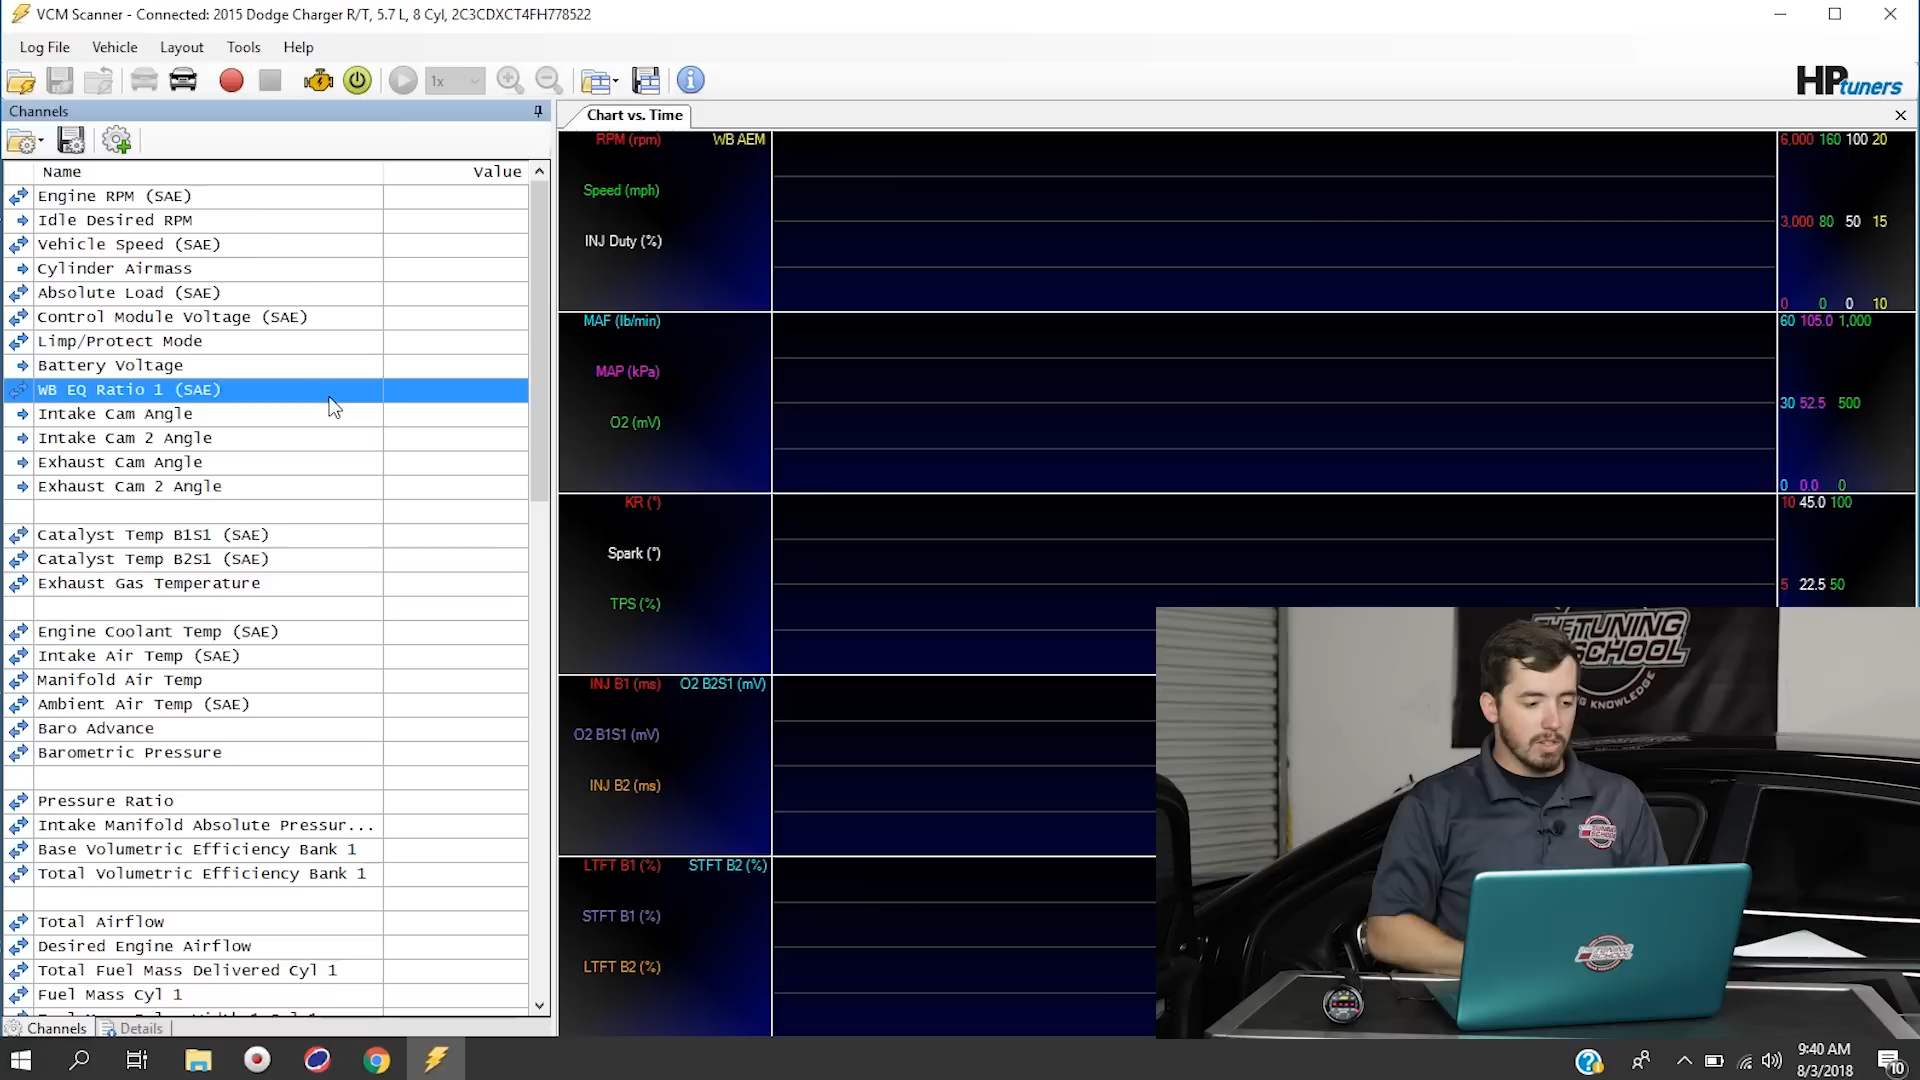 VCM Scanner - Connected: 2015 Dodge Charger R/T, 5.7 L, 8 Cyl, 2C3CDXCT4FH778522
Log File Vehicle Layout Tools Help
1x
HPtuners
Channels
Name Value
Engine RPM (SAE)
Idle Desired RPM
Vehicle Speed (SAE)
Cylinder Airmass
Absolute Load (SAE)
Control Module Voltage (SAE)
Limp/Protect Mode
Battery Voltage
WB EQ Ratio 1 (SAE)
Intake Cam Angle
Intake Cam 2 Angle
Exhaust Cam Angle
Exhaust Cam 2 Angle
Catalyst Temp B1S1 (SAE)
Catalyst Temp B2S1 (SAE)
Exhaust Gas Temperature
Engine Coolant Temp (SAE)
Intake Air Temp (SAE)
Manifold Air Temp
Ambient Air Temp (SAE)
Baro Advance
Barometric Pressure
Pressure Ratio
Intake Manifold Absolute Pressur...
Base Volumetric Efficiency Bank 1
Total Volumetric Efficiency Bank 1
Total Airflow
Desired Engine Airflow
Total Fuel Mass Delivered Cyl 1
Fuel Mass Cyl 1
Channels Details
Chart vs. Time
RPM (rpm) WB AEM
Speed (mph)
INJ Duty (%)
6,000 160 100 20
3,000 80 50 15
0 0 0 10
MAF (lb/min)
MAP (kPa)
O2 (mV)
60 105.0 1,000
30 52.5 500
0 0.0 0
KR (°)
Spark (°)
TPS (%)
10 45.0 100
5 22.5 50
INJ B1 (ms) O2 B2S1 (mV)
O2 B1S1 (mV)
INJ B2 (ms)
LTFT B1 (%) STFT B2 (%)
STFT B1 (%)
LTFT B2 (%)
THE TUNING
SCHOOL
KNOWLEDGE
TUNING
SCHOOL
TUNING
SCHOOL
9:40 AM
8/3/2018
10